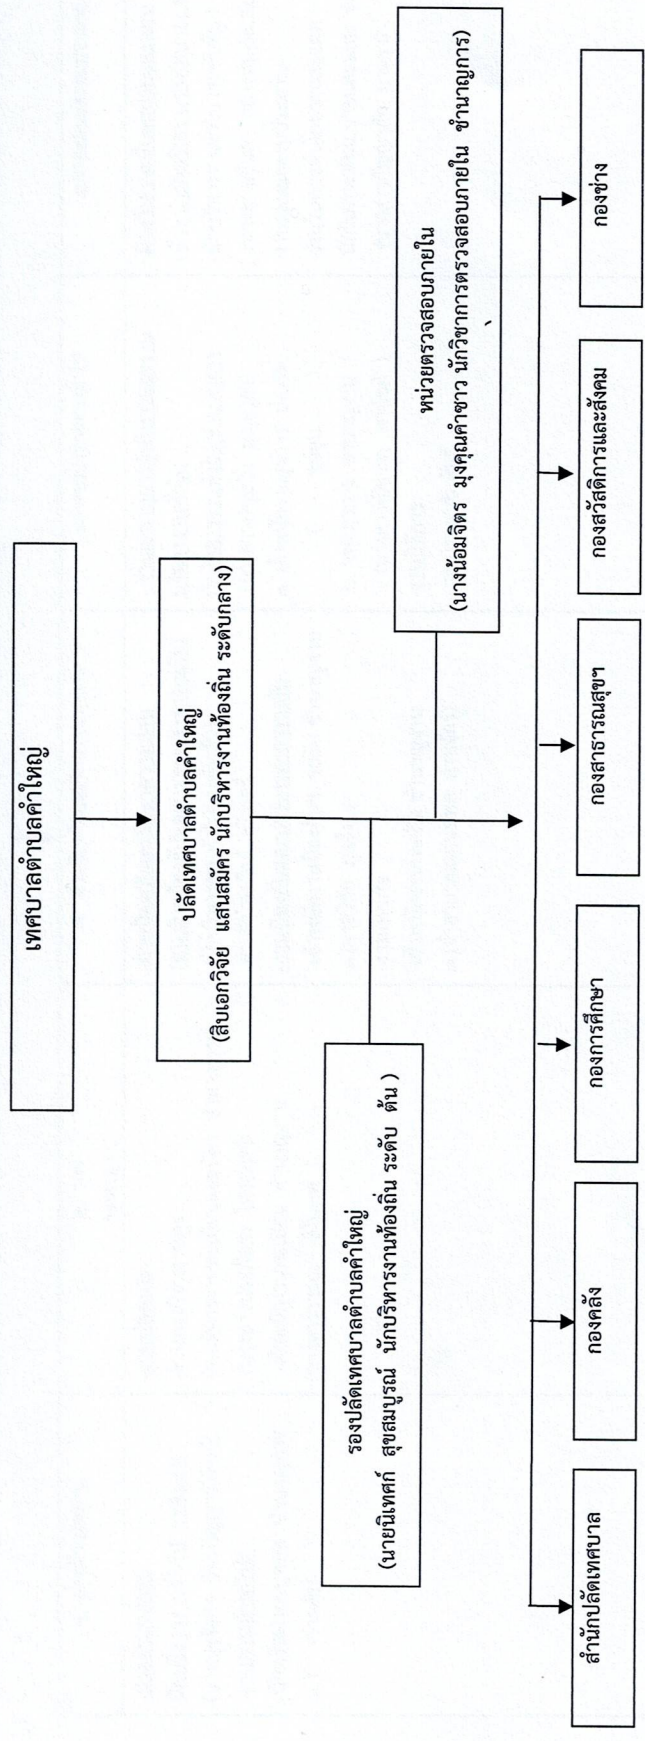 เทศบาลตำบลคำใหญ่
ปลัดเทศบาลตำบลคำใหญ่
(สิบเอกวิจัย แสนสมัคร นักบริหารงานท้องถิ่น ระดับกลาง)
รองปลัดเทศบาลตำบลคำใหญ่
(นายนิเทศก์ สุขสมบูรณ์ นักบริหารงานท้องถิ่น ระดับ ต้น )
หน่วยตรวจสอบภายใน
(นางน้อมจิตร มุงคุณคำชาว นักวิชาการตรวจสอบภายใน ชำนาญการ)
สำนักปลัดเทศบาล
กองคลัง
กองการศึกษา
กองสาธารณสุขฯ
กองสวัสดิการและสังคม
กองช่าง